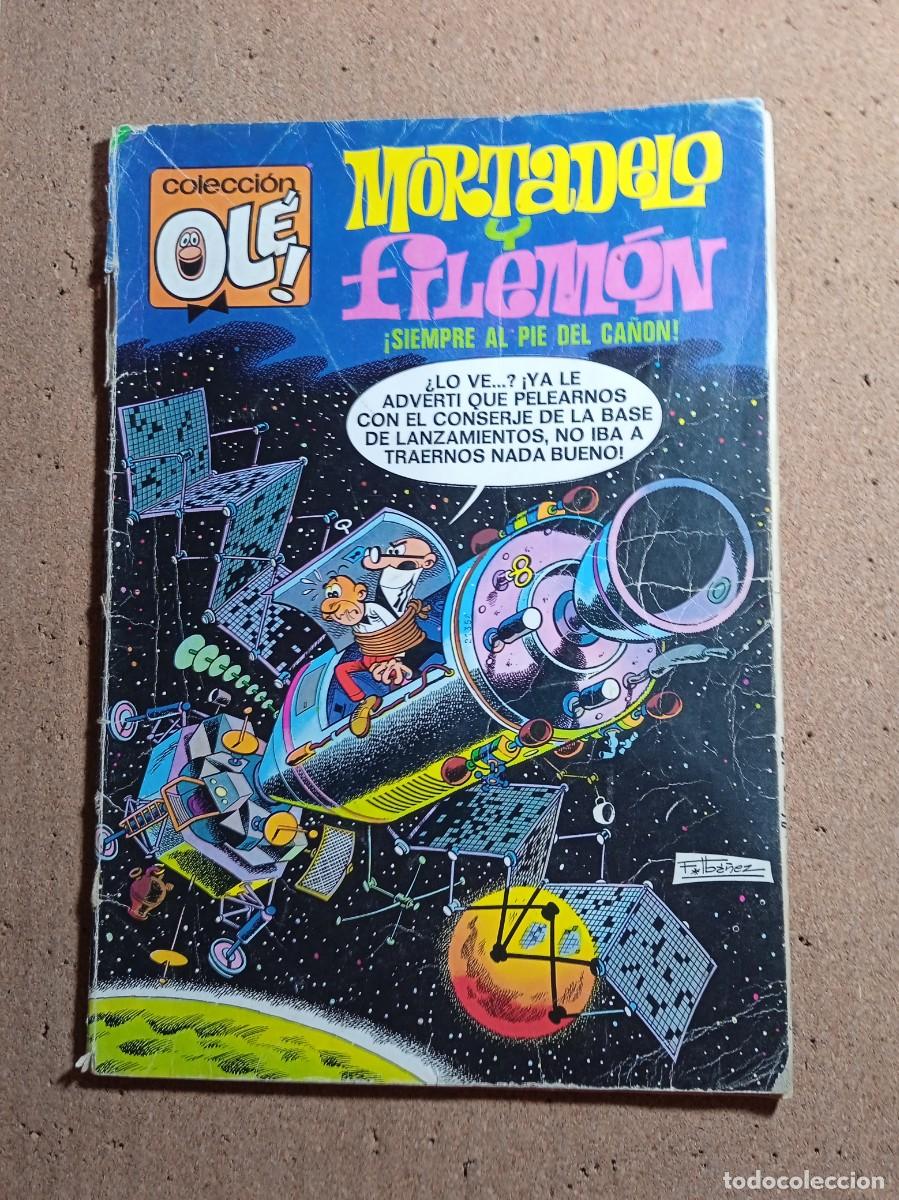 colección
OLÉ!
MORTADELO
Y
FILEMÓN
¡SIEMPRE AL PIE DEL CAÑON!
¿LO VE...? ¡YA LE
ADVERTI QUE PELEARNOS
CON EL CONSERJE DE LA BASE
DE LANZAMIENTOS, NO IBA A
TRAERNOS NADA BUENO!
F. Ibáñez
todocoleccion